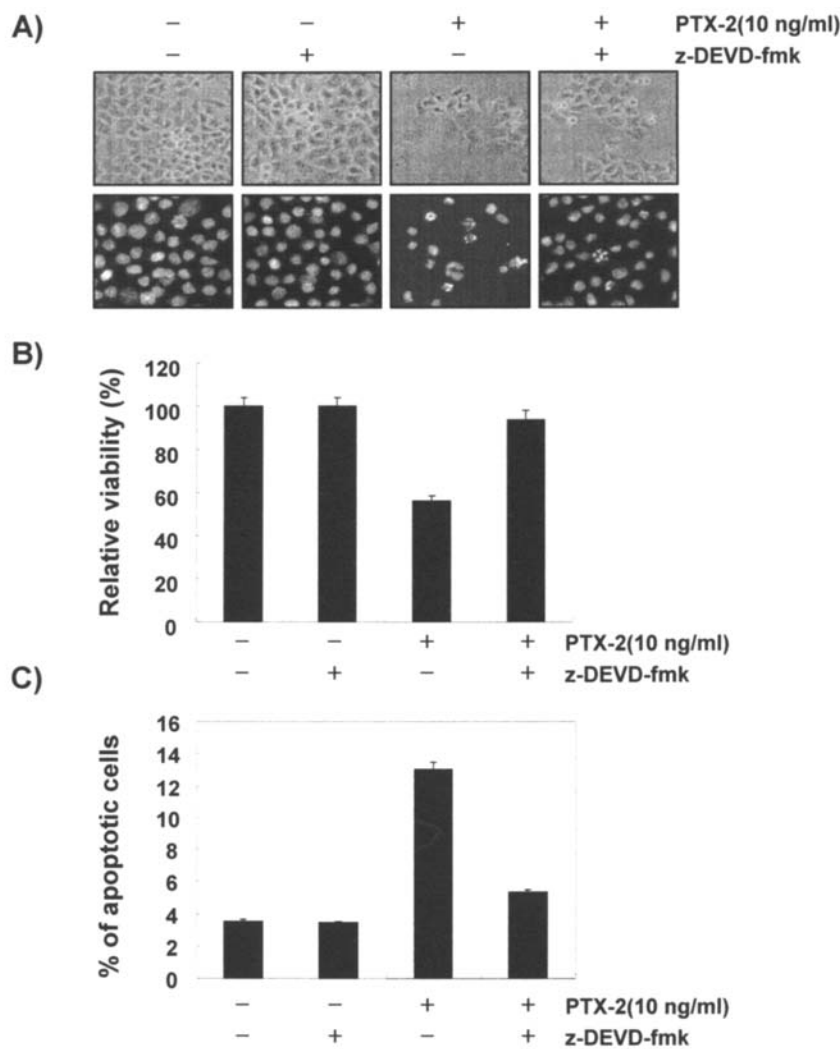 A)
− − + + PTX-2(10 ng/ml)
− + − + z-DEVD-fmk
B)
Relative viability (%)
120
100
80
60
40
20
0
− − + + PTX-2(10 ng/ml)
− + − + z-DEVD-fmk
C)
% of apoptotic cells
16
14
12
10
8
6
4
2
0
− − + + PTX-2(10 ng/ml)
− + − + z-DEVD-fmk